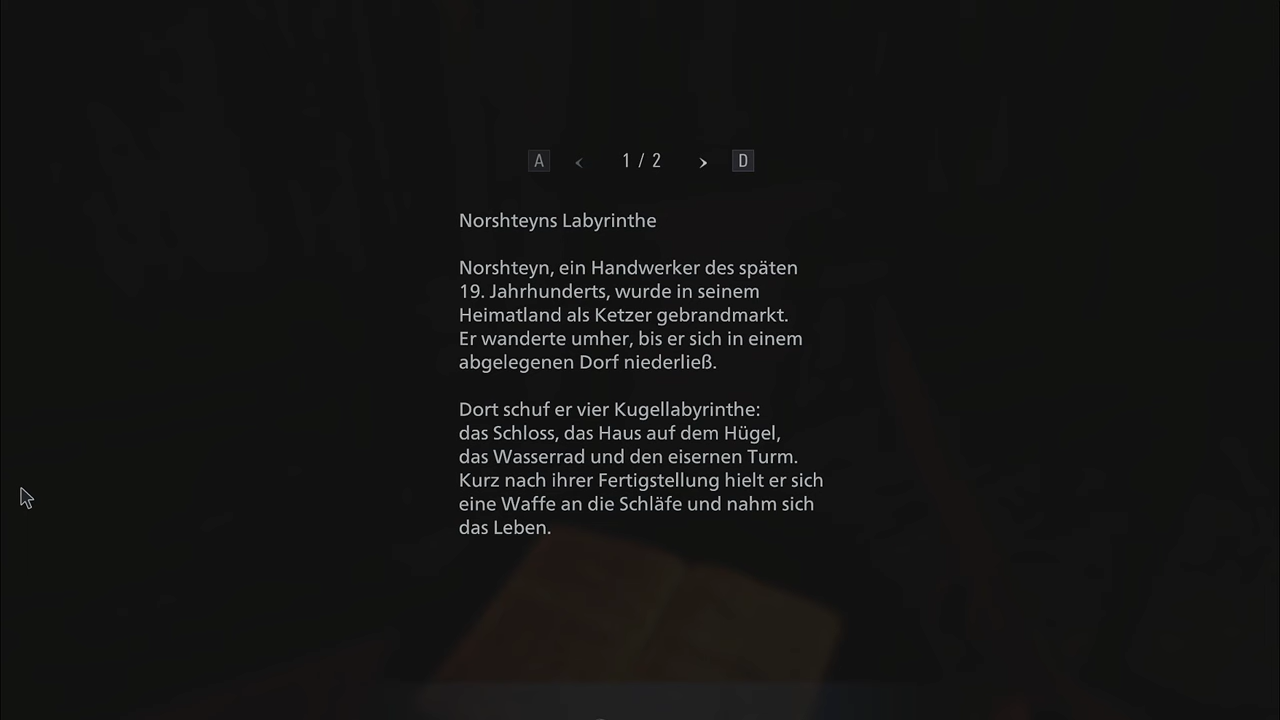 A < 1 / 2 > D
Norshteyns Labyrinthe
Norshteyn, ein Handwerker des späten
19. Jahrhunderts, wurde in seinem
Heimatland als Ketzer gebrandmarkt.
Er wanderte umher, bis er sich in einem
abgelegenen Dorf niederließ.
Dort schuf er vier Kugellabyrinthe:
das Schloss, das Haus auf dem Hügel,
das Wasserrad und den eisernen Turm.
Kurz nach ihrer Fertigstellung hielt er sich
eine Waffe an die Schläfe und nahm sich
das Leben.